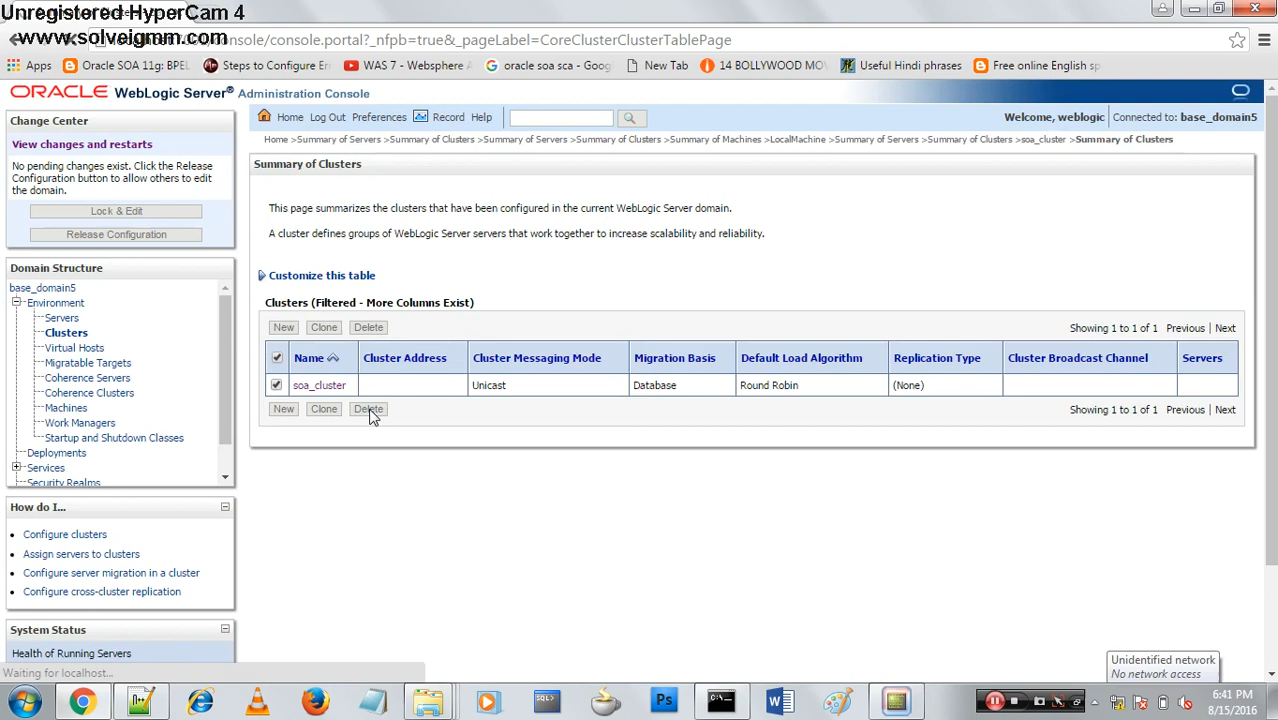 Unregistered HyperCam 4
www.solveigmm.com
/console/console.portal?_nfpb=true&_pageLabel=CoreClusterClusterTablePage
Apps Oracle SOA 11g: BPEL Steps to Configure Er WAS 7 - Websphere A oracle soa sca - Goog New Tab 14 BOLLYWOOD MOV Useful Hindi phrases Free online English sp
ORACLE WebLogic Server® Administration Console
Change Center
View changes and restarts
No pending changes exist. Click the Release
Configuration button to allow others to edit
the domain.
Lock & Edit
Release Configuration
Domain Structure
base_domain5
Environment
Servers
Clusters
Virtual Hosts
Migratable Targets
Coherence Servers
Coherence Clusters
Machines
Work Managers
Startup and Shutdown Classes
Deployments
Services
Security Realms
How do I...
Configure clusters
Assign servers to clusters
Configure server migration in a cluster
Configure cross-cluster replication
System Status
Health of Running Servers
Waiting for localhost...
Home Log Out Preferences Record Help
Welcome, weblogic Connected to: base_domain5
Home >Summary of Servers >Summary of Clusters >Summary of Servers >Summary of Clusters >Summary of Machines >LocalMachine >Summary of Servers >Summary of Clusters >soa_cluster >Summary of Clusters
Summary of Clusters
This page summarizes the clusters that have been configured in the current WebLogic Server domain.
A cluster defines groups of WebLogic Server servers that work together to increase scalability and reliability.
Customize this table
Clusters (Filtered - More Columns Exist)
New Clone Delete Showing 1 to 1 of 1 Previous | Next
Name Cluster Address Cluster Messaging Mode Migration Basis Default Load Algorithm Replication Type Cluster Broadcast Channel Servers
soa_cluster Unicast Database Round Robin (None)
New Clone Delete Showing 1 to 1 of 1 Previous | Next
Unidentified network
No network access
Ps
6:41 PM
8/15/2016